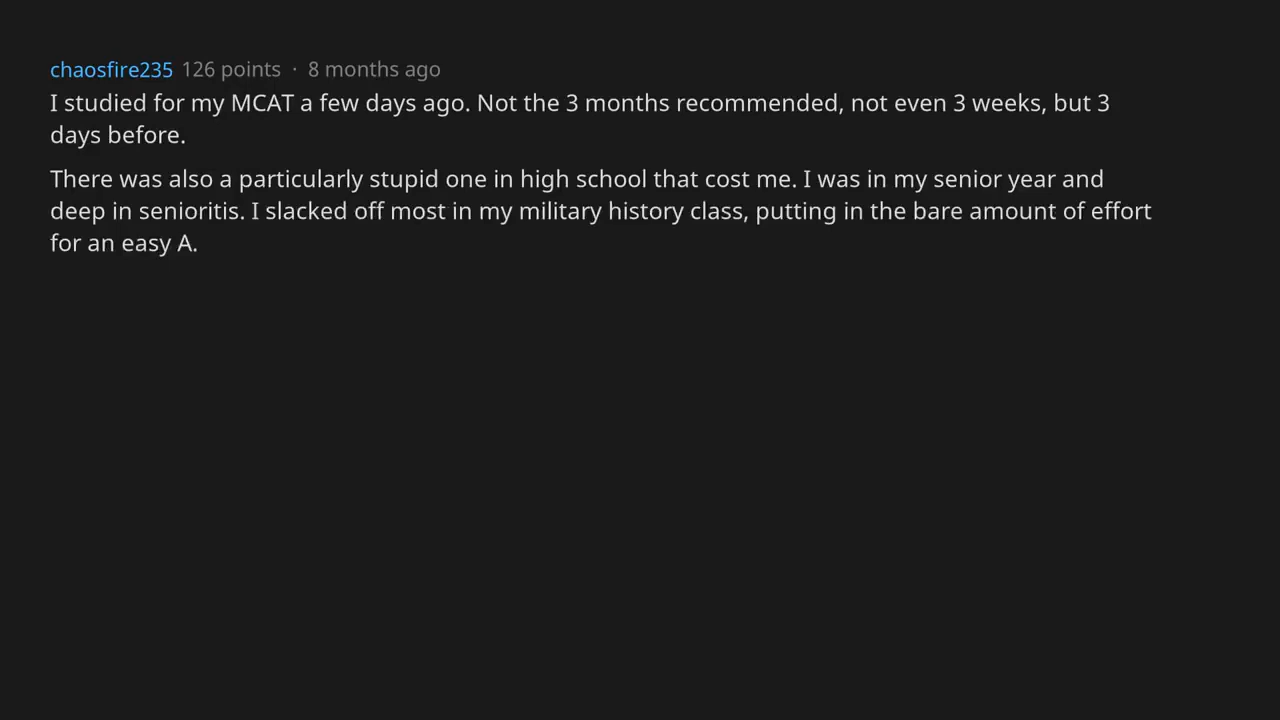 chaosfire235 126 points · 8 months ago
I studied for my MCAT a few days ago. Not the 3 months recommended, not even 3 weeks, but 3
days before.
There was also a particularly stupid one in high school that cost me. I was in my senior year and
deep in senioritis. I slacked off most in my military history class, putting in the bare amount of effort
for an easy A.